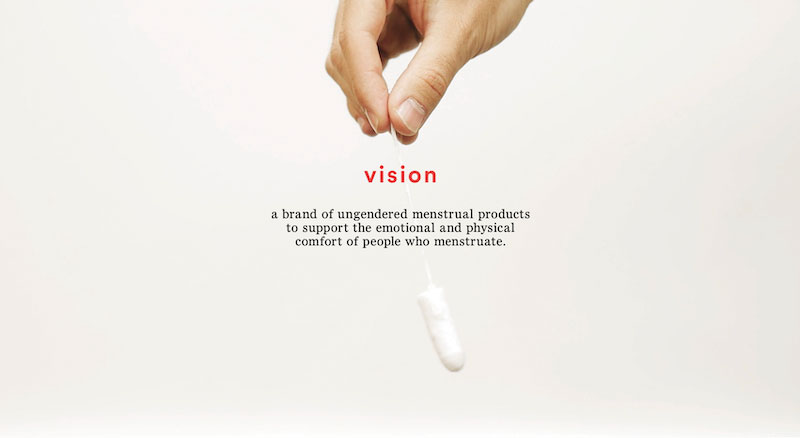 vision
a brand of ungendered menstrual products
to support the emotional and physical
comfort of people who menstruate.